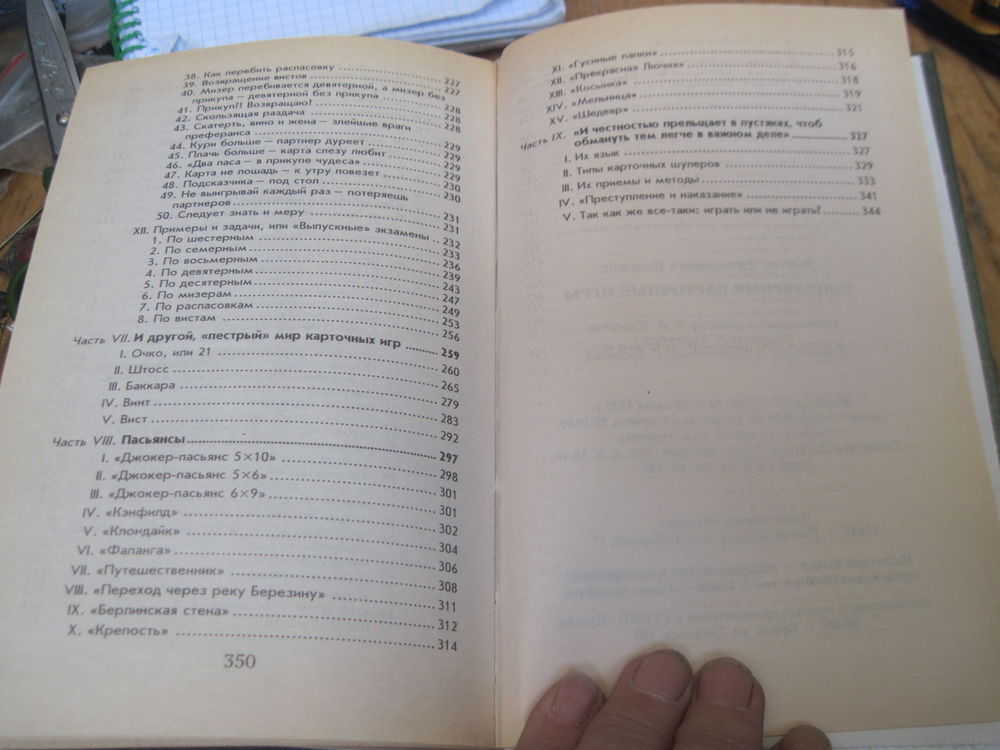 38. Как перебить распасовку ..... 227
39. Возвращение вистов ..... 227
40. Мизер перебивается девятерной, а мизер без
прикупа — девятерной без прикупа ..... 228
41. Прикуп!! Возвращаю! ..... 228
42. Скользящая раздача ..... 228
43. Скатерть, вино и жена — злейшие враги
преферанса ..... 229
44. Кури больше — партнер дуреет ..... 229
45. Плачь больше — карта слезу любит ..... 229
46. «Два паса — в прикупе чудеса» ..... 229
47. Карта не лошадь — к утру повезет ..... 230
48. Подсказчика — под стол ..... 230
49. Не выигрывай каждый раз — потеряешь
партнеров ..... 231
50. Следует знать и меру ..... 231
XII. Примеры и задачи, или «Выпускные» экзамены .. 232
1. По шестерным ..... 233
2. По семерным ..... 236
3. По восьмерным ..... 239
4. По девятерным ..... 243
5. По десятерным ..... 247
6. По мизерам ..... 249
7. По распасовкам ..... 253
8. По вистам ..... 256
Часть VII. И другой, «пестрый» мир карточных игр ..... 259
I. Очко, или 21 ..... 260
II. Штосс ..... 265
III. Баккара ..... 279
IV. Винт ..... 283
V. Вист ..... 292
Часть VIII. Пасьянсы ..... 297
I. «Джокер-пасьянс 5×10» ..... 298
II. «Джокер-пасьянс 5×6» ..... 301
III. «Джокер-пасьянс 6×9» ..... 301
IV. «Кэнфилд» ..... 302
V. «Клондайк» ..... 304
VI. «Фаланга» ..... 306
VII. «Путешественник» ..... 308
VIII. «Переход через реку Березину» ..... 311
IX. «Берлинская стена» ..... 312
X. «Крепость» ..... 314
350
XI. «Гусиные лапки» ..... 315
XII. «Прекрасная Лючия» ..... 316
XIII. «Косынка» ..... 318
XIV. «Мельница» ..... 319
XV. «Шедевр» ..... 321
Часть IX. «И честностью прельщает в пустяках, чтоб
обмануть тем легче в важном деле» ..... 327
I. Их язык ..... 327
II. Типы карточных шулеров ..... 329
III. Их приемы и методы ..... 333
IV. «Преступление и наказание» ..... 341
V. Так как же все-таки: играть или не играть? ..... 344